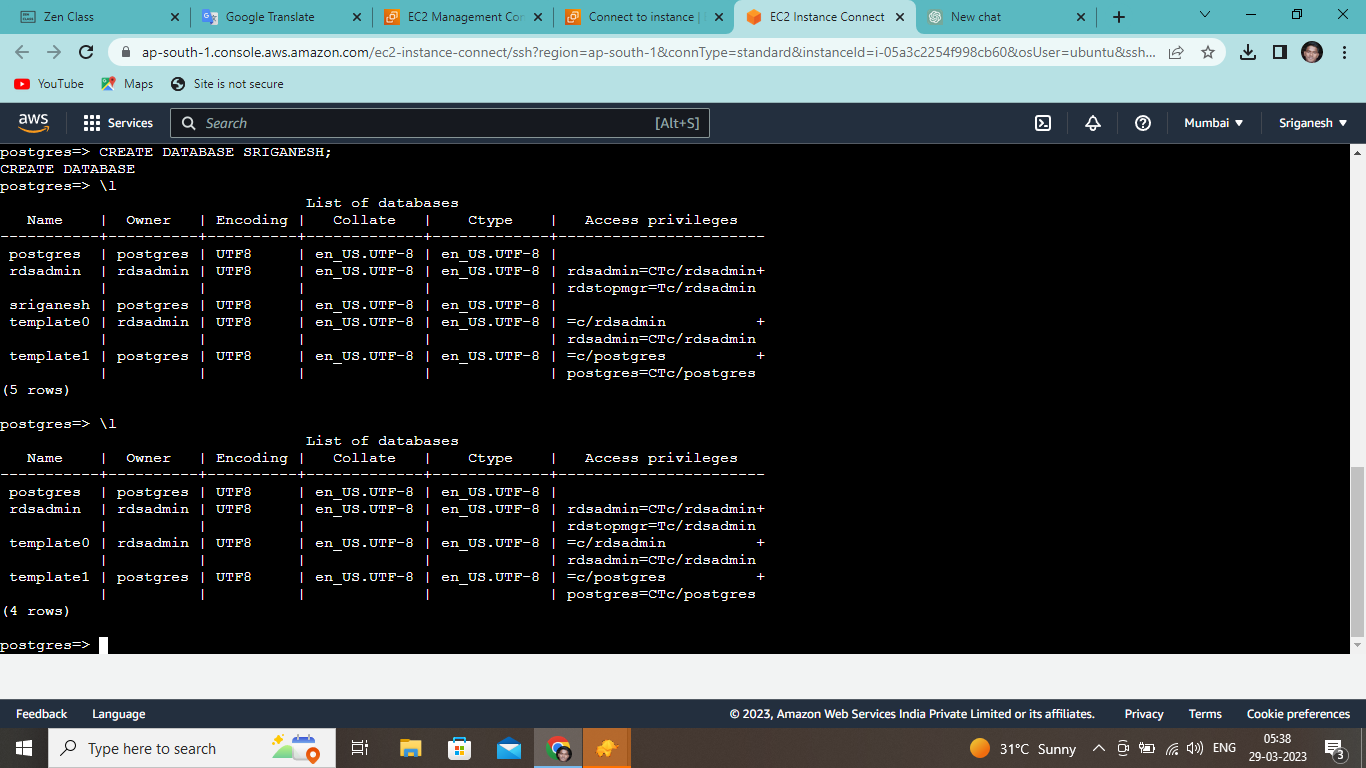 Zen Class
Google Translate
EC2 Management Con
Connect to instance |
EC2 Instance Connect
New chat
ap-south-1.console.aws.amazon.com/ec2-instance-connect/ssh?region=ap-south-1&connType=standard&instanceId=i-05a3c2254f998cb60&osUser=ubuntu&ssh...
YouTube
Maps
Site is not secure
aws
Services
Search
[Alt+S]
Mumbai
Sriganesh
postgres=> CREATE DATABASE SRIGANESH;
CREATE DATABASE
postgres=> \l
                                  List of databases
   Name    |  Owner   | Encoding |   Collate   |    Ctype    |   Access privileges
-----------+----------+----------+-------------+-------------+-----------------------
 postgres  | postgres | UTF8     | en_US.UTF-8 | en_US.UTF-8 |
 rdsadmin  | rdsadmin | UTF8     | en_US.UTF-8 | en_US.UTF-8 | rdsadmin=CTc/rdsadmin+
           |          |          |             |             | rdstopmgr=Tc/rdsadmin
 sriganesh | postgres | UTF8     | en_US.UTF-8 | en_US.UTF-8 |
 template0 | rdsadmin | UTF8     | en_US.UTF-8 | en_US.UTF-8 | =c/rdsadmin          +
           |          |          |             |             | rdsadmin=CTc/rdsadmin
 template1 | postgres | UTF8     | en_US.UTF-8 | en_US.UTF-8 | =c/postgres          +
           |          |          |             |             | postgres=CTc/postgres
(5 rows)
postgres=> \l
                                  List of databases
   Name    |  Owner   | Encoding |   Collate   |    Ctype    |   Access privileges
-----------+----------+----------+-------------+-------------+-----------------------
 postgres  | postgres | UTF8     | en_US.UTF-8 | en_US.UTF-8 |
 rdsadmin  | rdsadmin | UTF8     | en_US.UTF-8 | en_US.UTF-8 | rdsadmin=CTc/rdsadmin+
           |          |          |             |             | rdstopmgr=Tc/rdsadmin
 template0 | rdsadmin | UTF8     | en_US.UTF-8 | en_US.UTF-8 | =c/rdsadmin          +
           |          |          |             |             | rdsadmin=CTc/rdsadmin
 template1 | postgres | UTF8     | en_US.UTF-8 | en_US.UTF-8 | =c/postgres          +
           |          |          |             |             | postgres=CTc/postgres
(4 rows)
postgres=>
Feedback
Language
© 2023, Amazon Web Services India Private Limited or its affiliates.
Privacy
Terms
Cookie preferences
Type here to search
31°C Sunny
ENG
05:38
29-03-2023
3